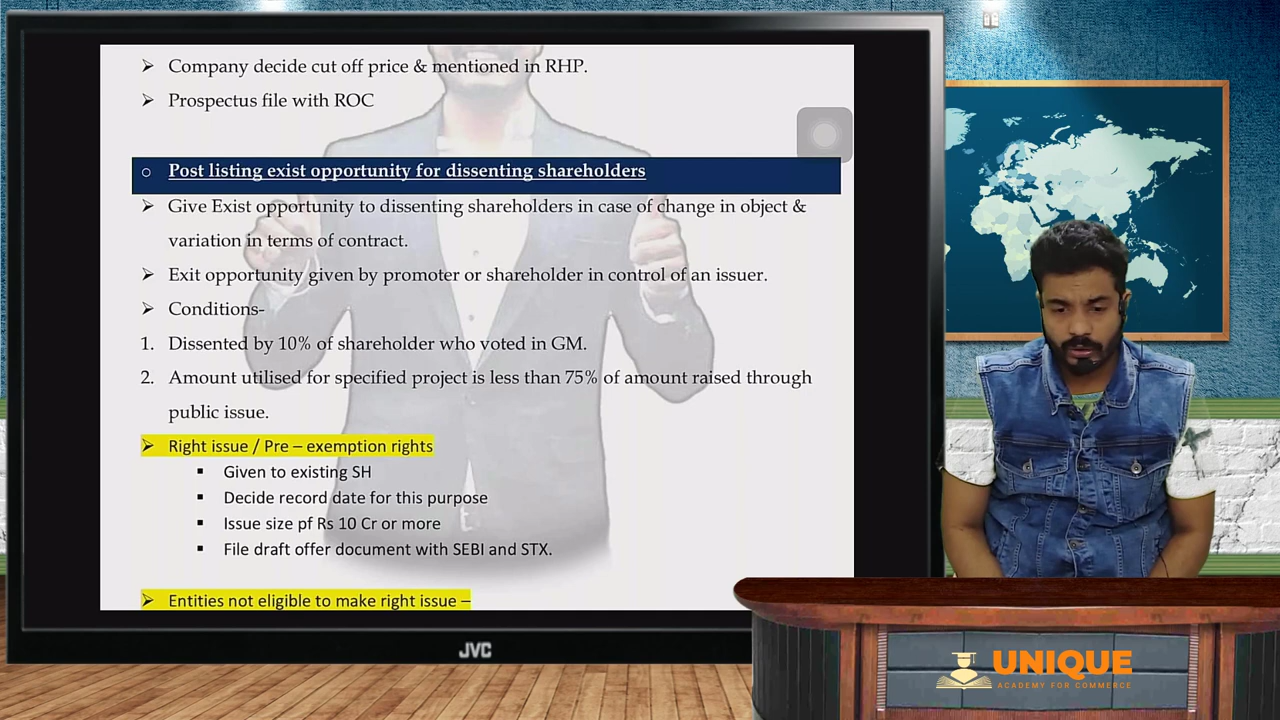 ➢ Company decide cut off price & mentioned in RHP.
➢ Prospectus file with ROC
○ Post listing exist opportunity for dissenting shareholders
➢ Give Exist opportunity to dissenting shareholders in case of change in object &
variation in terms of contract.
➢ Exit opportunity given by promoter or shareholder in control of an issuer.
➢ Conditions-
1. Dissented by 10% of shareholder who voted in GM.
2. Amount utilised for specified project is less than 75% of amount raised through
public issue.
➢ Right issue / Pre – exemption rights
▪ Given to existing SH
▪ Decide record date for this purpose
▪ Issue size pf Rs 10 Cr or more
▪ File draft offer document with SEBI and STX.
➢ Entities not eligible to make right issue –
JVC
UNIQUE
ACADEMY FOR COMMERCE